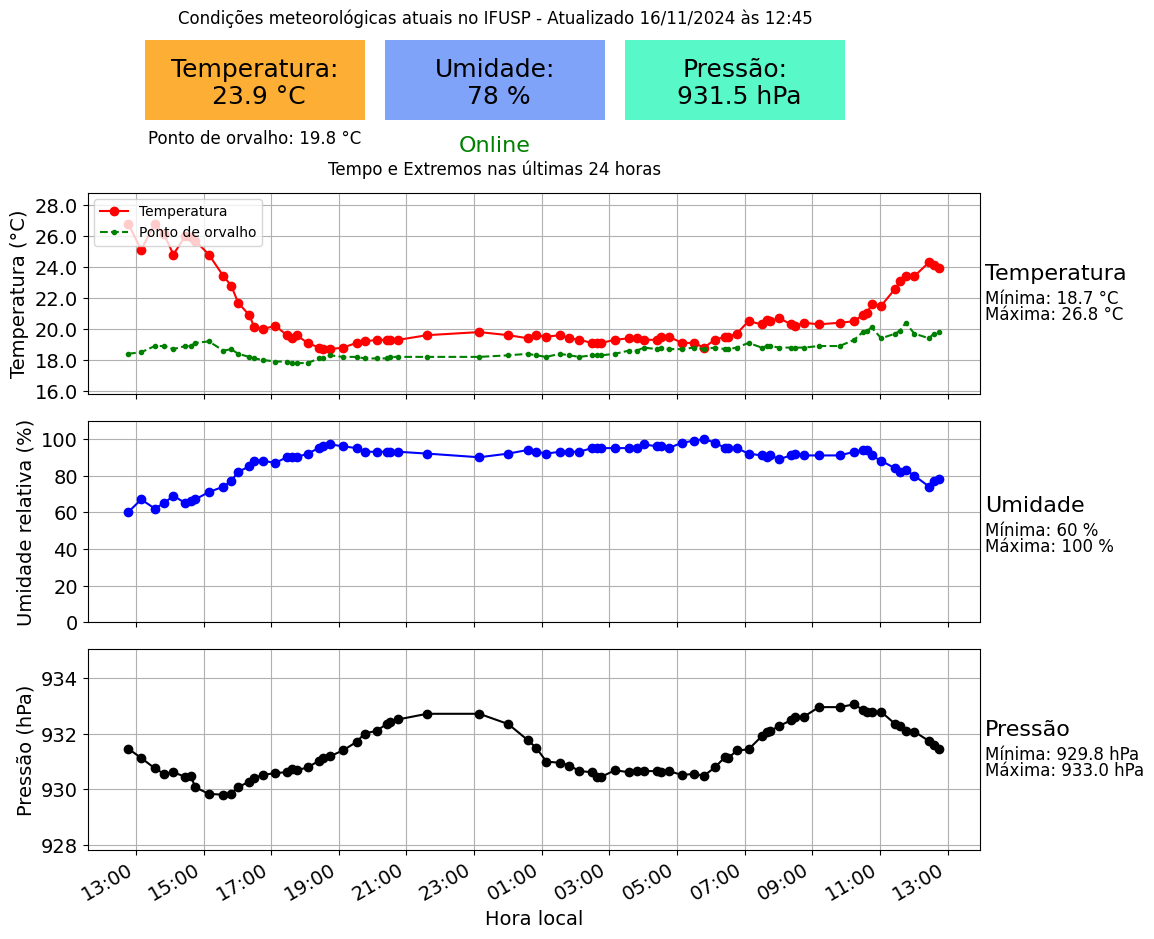 Condições meteorológicas atuais no IFUSP - Atualizado 16/11/2024 às 12:45
Temperatura:
23.9 °C
Umidade:
78 %
Pressão:
931.5 hPa
Ponto de orvalho: 19.8 °C
Online
Tempo e Extremos nas últimas 24 horas
Temperatura (°C)
28.0
26.0
24.0
22.0
20.0
18.0
16.0
Temperatura
Ponto de orvalho
Temperatura
Mínima: 18.7 °C
Máxima: 26.8 °C
Umidade relativa (%)
100
80
60
40
20
0
Umidade
Mínima: 60 %
Máxima: 100 %
Pressão (hPa)
934
932
930
928
Pressão
Mínima: 929.8 hPa
Máxima: 933.0 hPa
13:00 15:00 17:00 19:00 21:00 23:00 01:00 03:00 05:00 07:00 09:00 11:00 13:00
Hora local